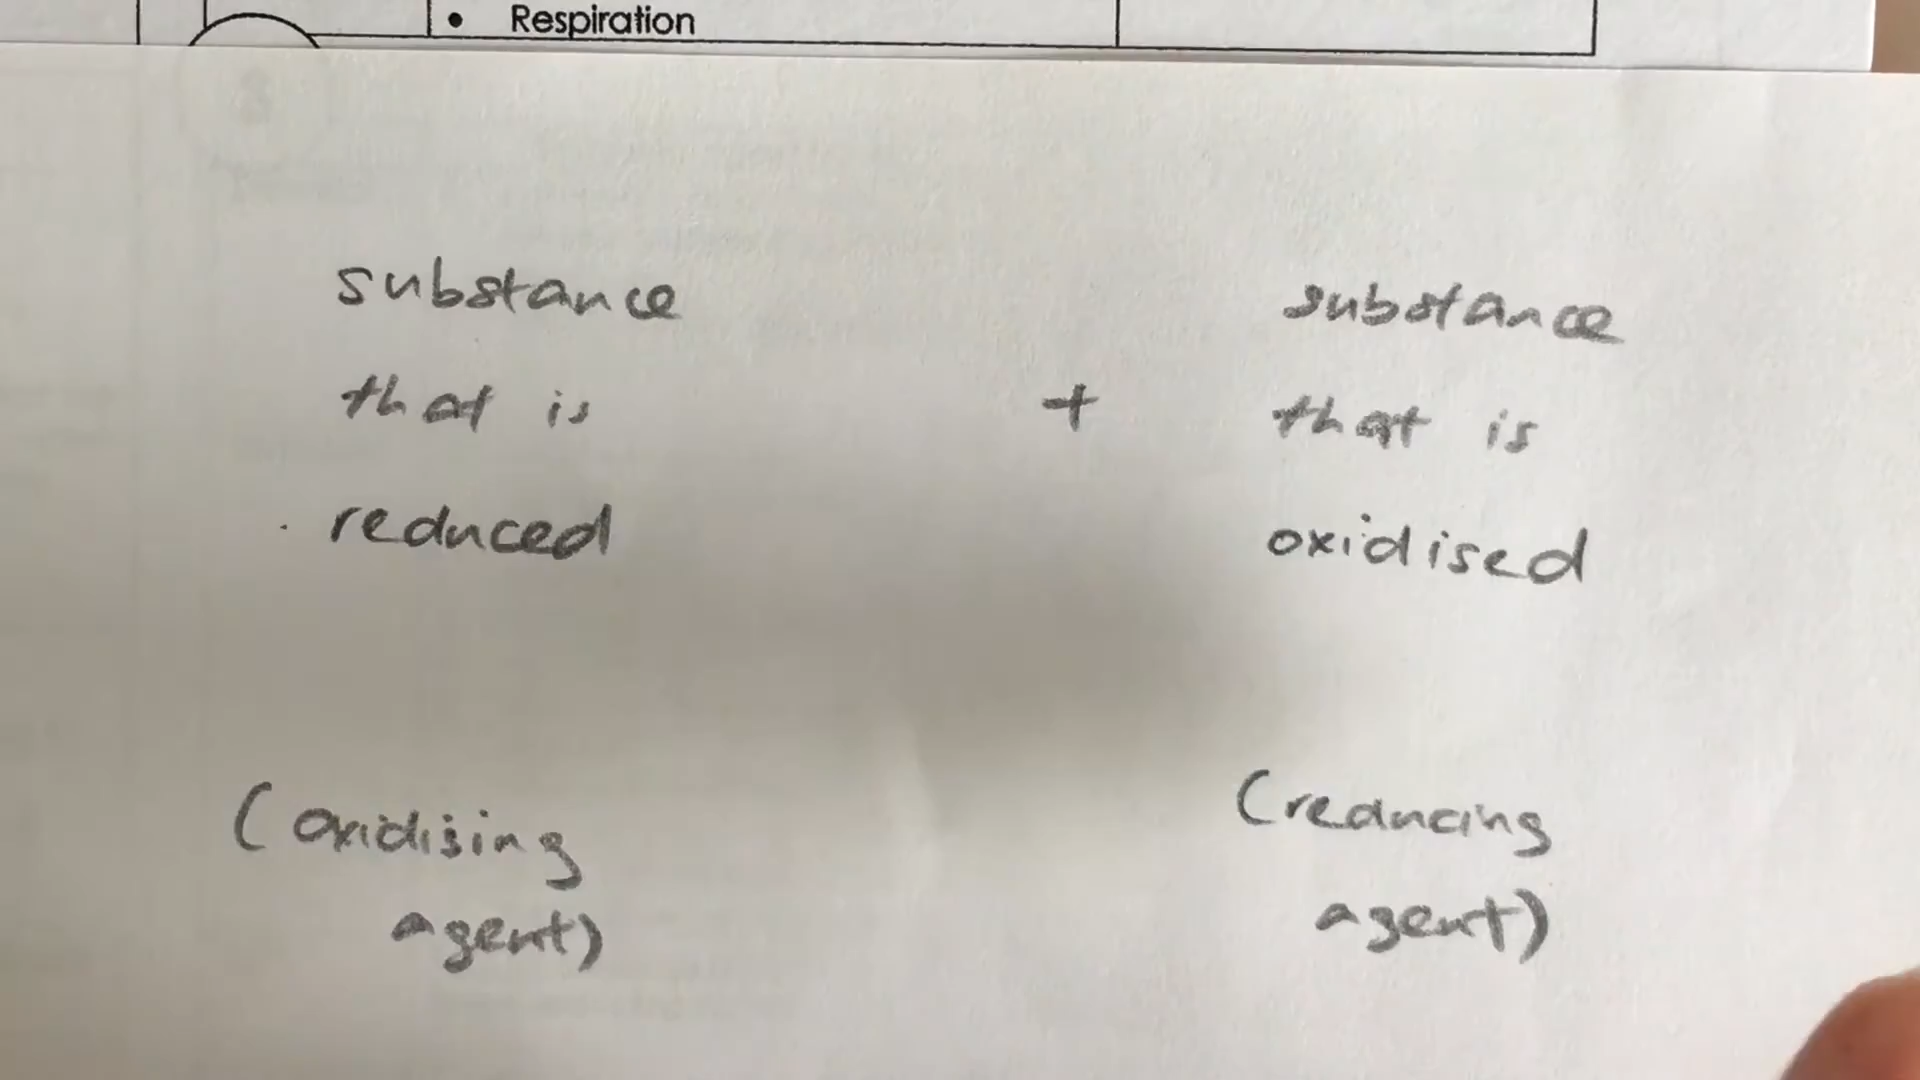 • Respiration
substance
that is
reduced
+
substance
that is
oxidised
(oxidising
agent)
(reducing
agent)